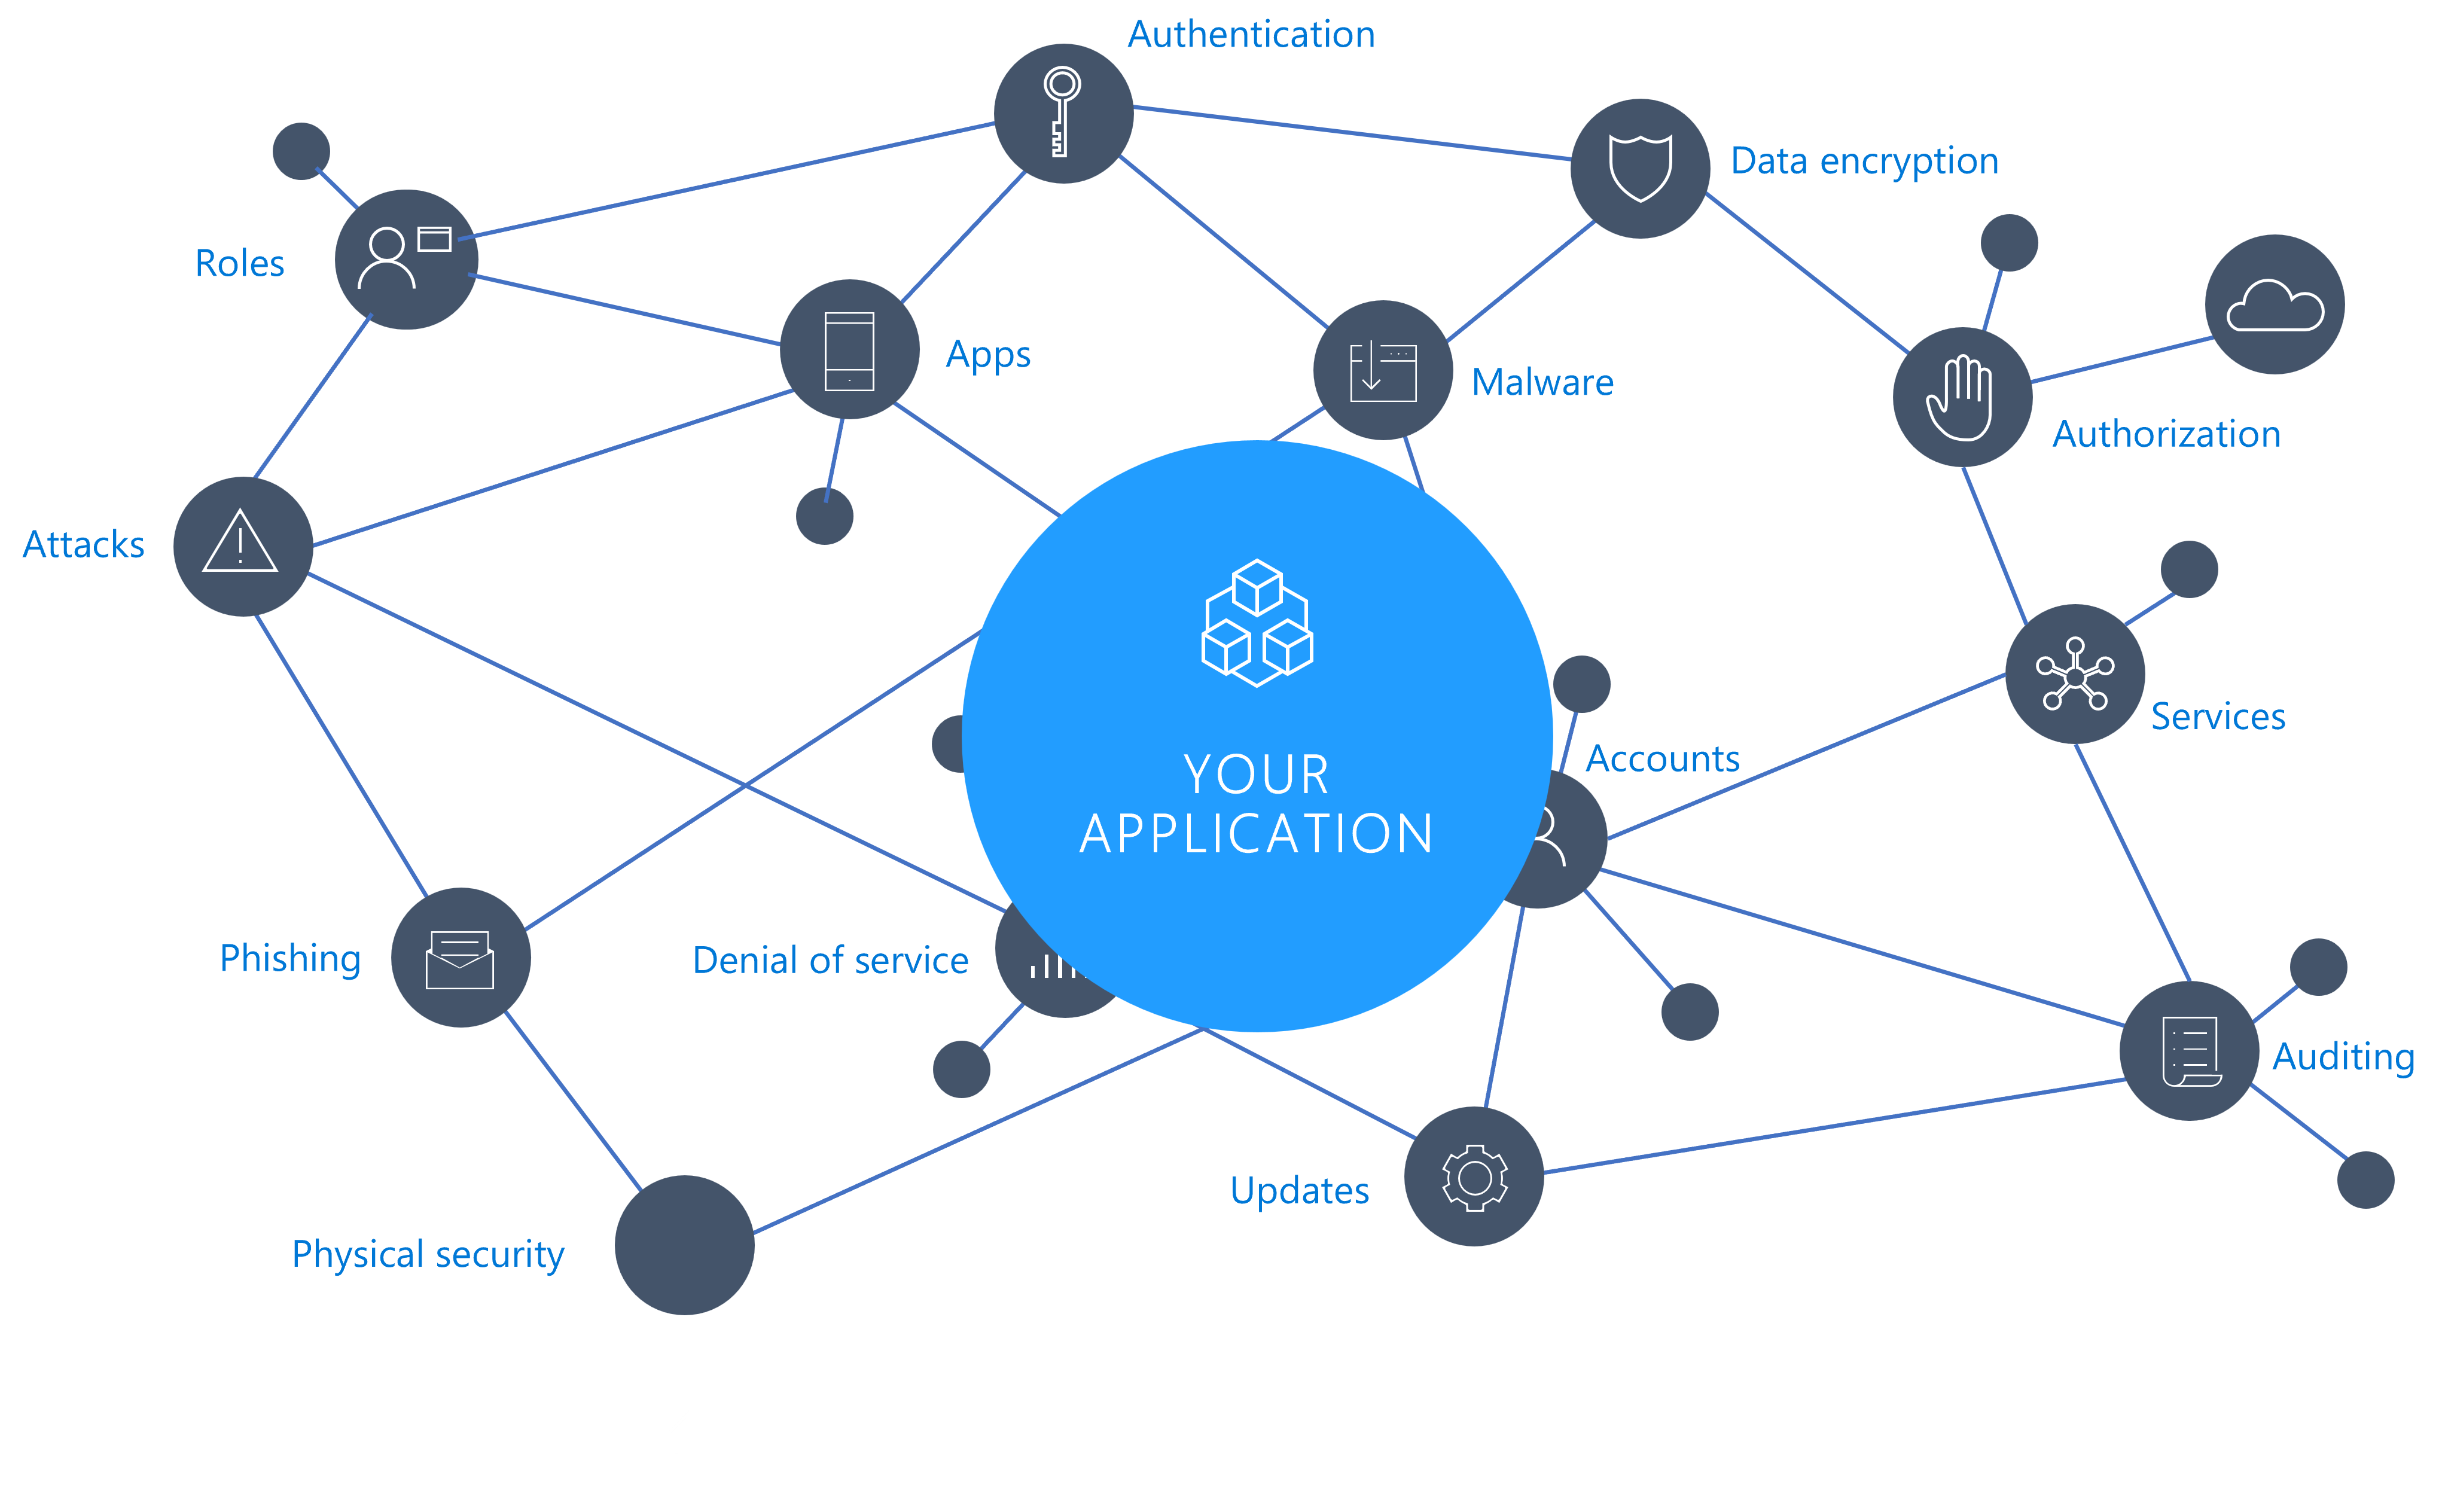 Authentication
Data encryption
Roles
Apps
Malware
Authorization
Attacks
Services
YOUR
APPLICATION
Accounts
Phishing
Denial of service
Auditing
Updates
Physical security